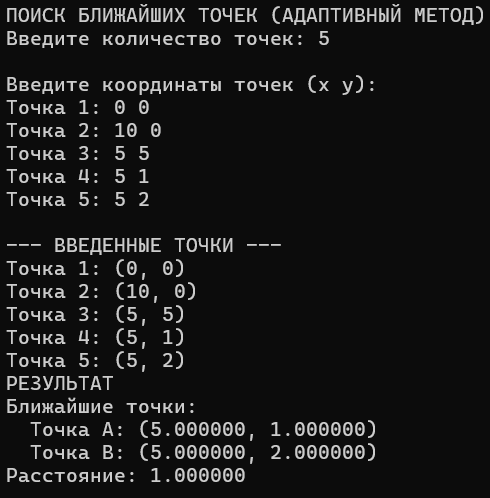 ПОИСК БЛИЖАЙШИХ ТОЧЕК (АДАПТИВНЫЙ МЕТОД)
Введите количество точек: 5
Введите координаты точек (x y):
Точка 1: 0 0
Точка 2: 10 0
Точка 3: 5 5
Точка 4: 5 1
Точка 5: 5 2
--- ВВЕДЕННЫЕ ТОЧКИ ---
Точка 1: (0, 0)
Точка 2: (10, 0)
Точка 3: (5, 5)
Точка 4: (5, 1)
Точка 5: (5, 2)
РЕЗУЛЬТАТ
Ближайшие точки:
Точка A: (5.000000, 1.000000)
Точка B: (5.000000, 2.000000)
Расстояние: 1.000000